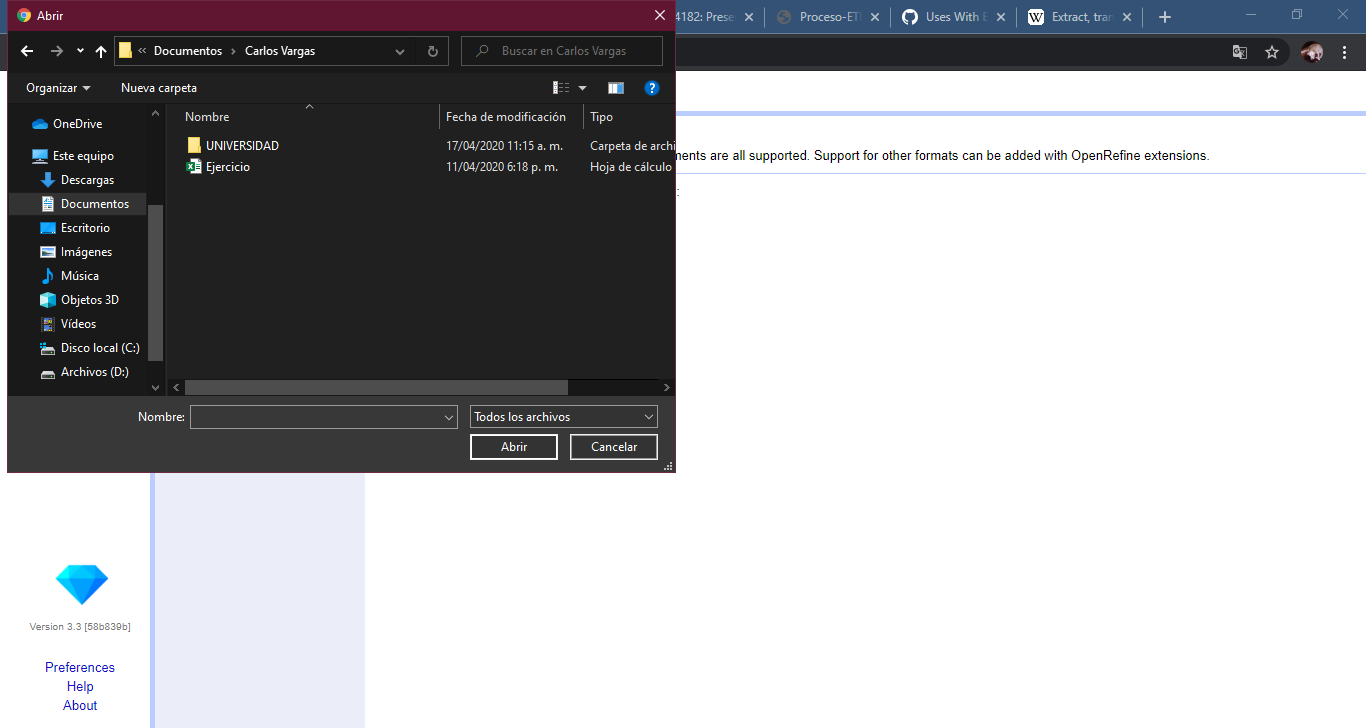 Abrir
4182: Prese
Proceso-ET
Uses With E
Extract, tran
Documentos
Carlos Vargas
Buscar en Carlos Vargas
Organizar
Nueva carpeta
Nombre
Fecha de modificación
Tipo
OneDrive
Este equipo
Descargas
Documentos
Escritorio
Imágenes
Música
Objetos 3D
Vídeos
Disco local (C:)
Archivos (D:)
UNIVERSIDAD
17/04/2020 11:15 a. m.
Carpeta de archi
Ejercicio
11/04/2020 6:18 p. m.
Hoja de cálculo
Nombre:
Todos los archivos
Abrir
Cancelar
ments are all supported. Support for other formats can be added with OpenRefine extensions.
:
Version 3.3 [58b839b]
Preferences
Help
About